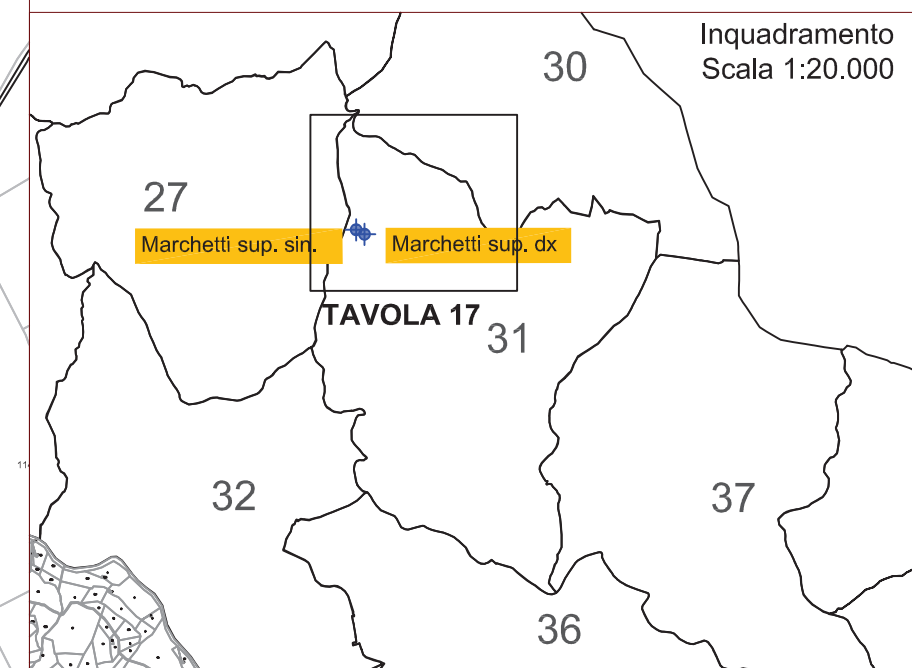 Inquadramento
Scala 1:20.000
30
27
Marchetti sup. sin.
Marchetti sup. dx
TAVOLA 17
31
32
37
36